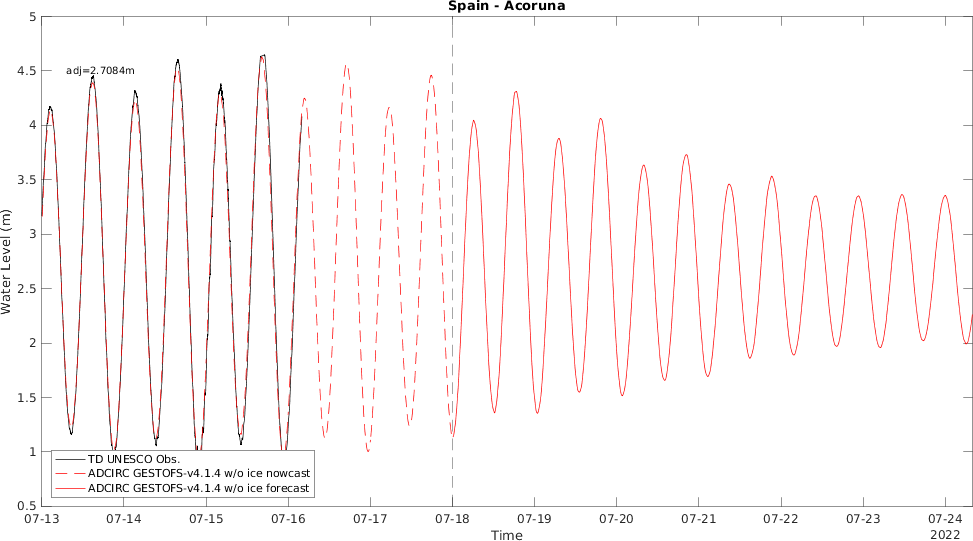 Spain - Acoruna
5
4.5
4
3.5
3
2.5
2
1.5
1
0.5
Water Level (m)
adj=2.7084m
TD UNESCO Obs.
ADCIRC GESTOFS-v4.1.4 w/o ice nowcast
ADCIRC GESTOFS-v4.1.4 w/o ice forecast
07-13 07-14 07-15 07-16 07-17 07-18 07-19 07-20 07-21 07-22 07-23 07-24
Time 2022